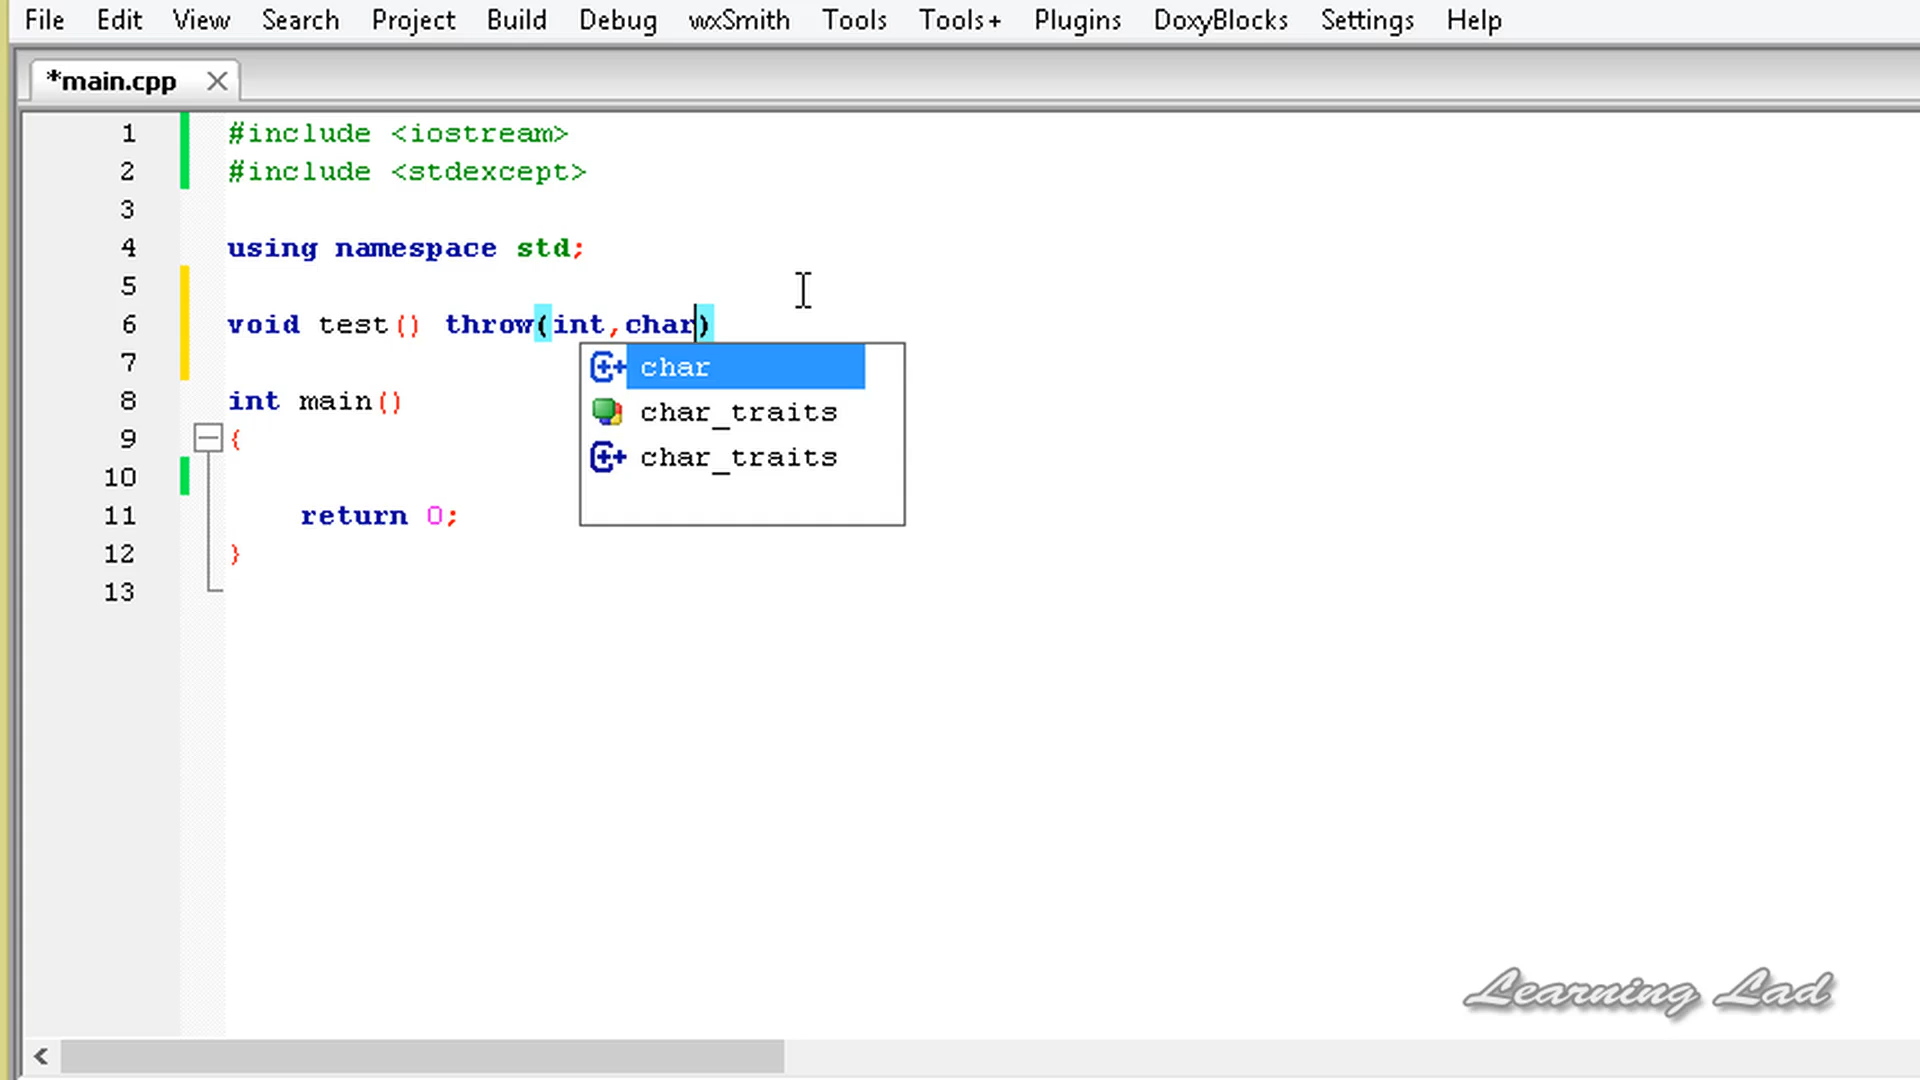 File Edit View Search Project Build Debug wxSmith Tools Tools+ Plugins DoxyBlocks Settings Help
*main.cpp
1 #include <iostream>
2 #include <stdexcept>
3
4 using namespace std;
5
6 void test() throw(int,char)
7
char
8 int main()
char_traits
9 {
char_traits
10
11 return 0;
12 }
13
Learning Lad